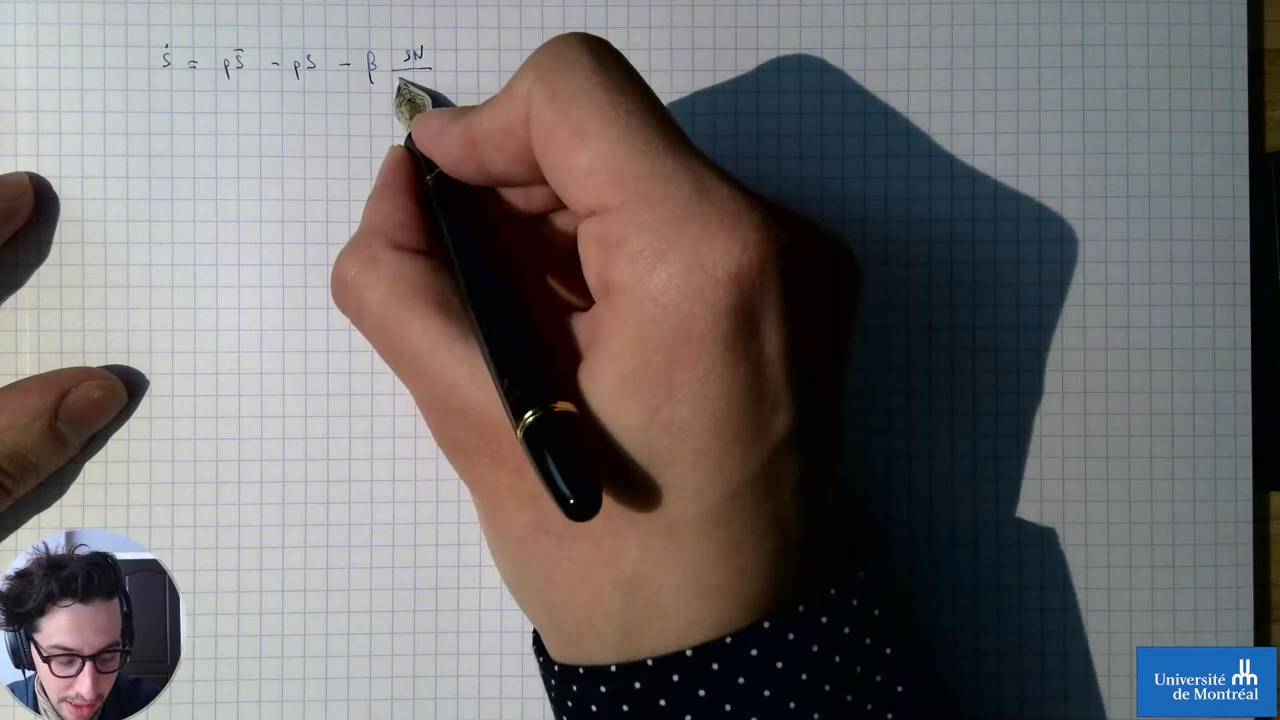 Ṡ = ρS̄ - ρS - β SN
Université
de Montréal